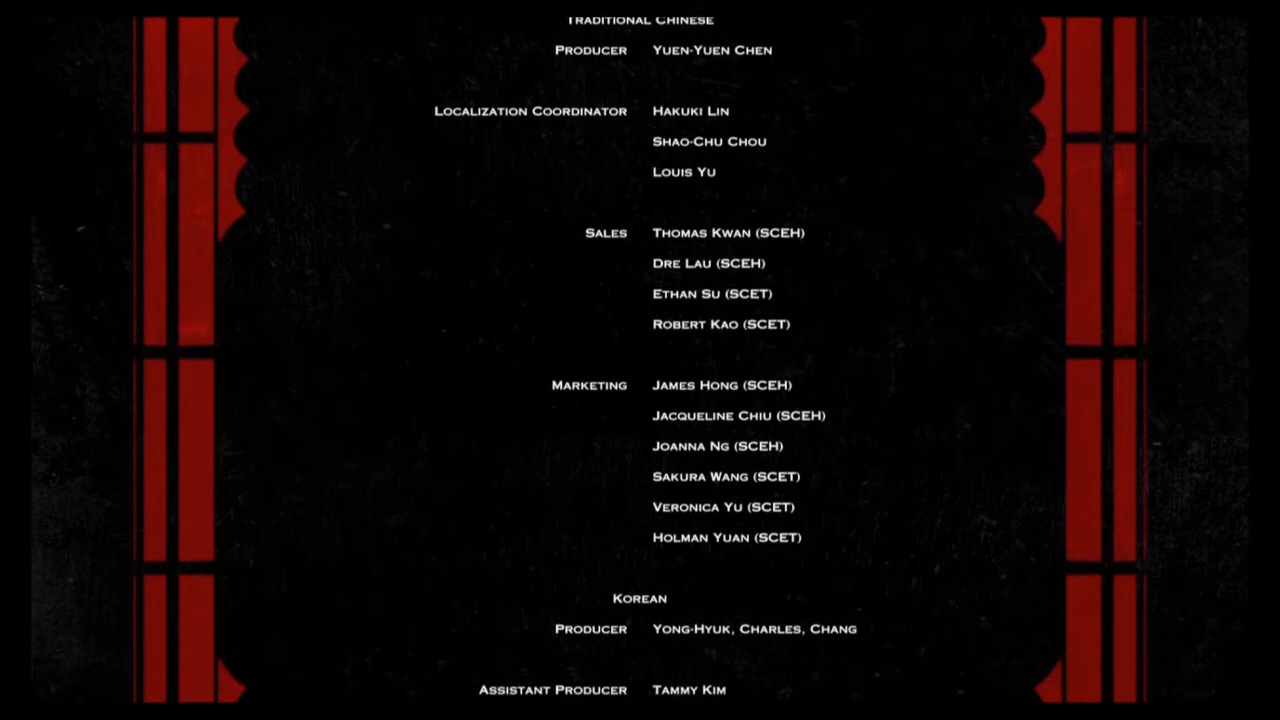 Traditional Chinese
Producer Yuen-Yuen Chen
Localization Coordinator Hakuki Lin
Shao-Chu Chou
Louis Yu
Sales Thomas Kwan (SCEH)
Dre Lau (SCEH)
Ethan Su (SCET)
Robert Kao (SCET)
Marketing James Hong (SCEH)
Jacqueline Chiu (SCEH)
Joanna Ng (SCEH)
Sakura Wang (SCET)
Veronica Yu (SCET)
Holman Yuan (SCET)
Korean
Producer Yong-Hyuk, Charles, Chang
Assistant Producer Tammy Kim